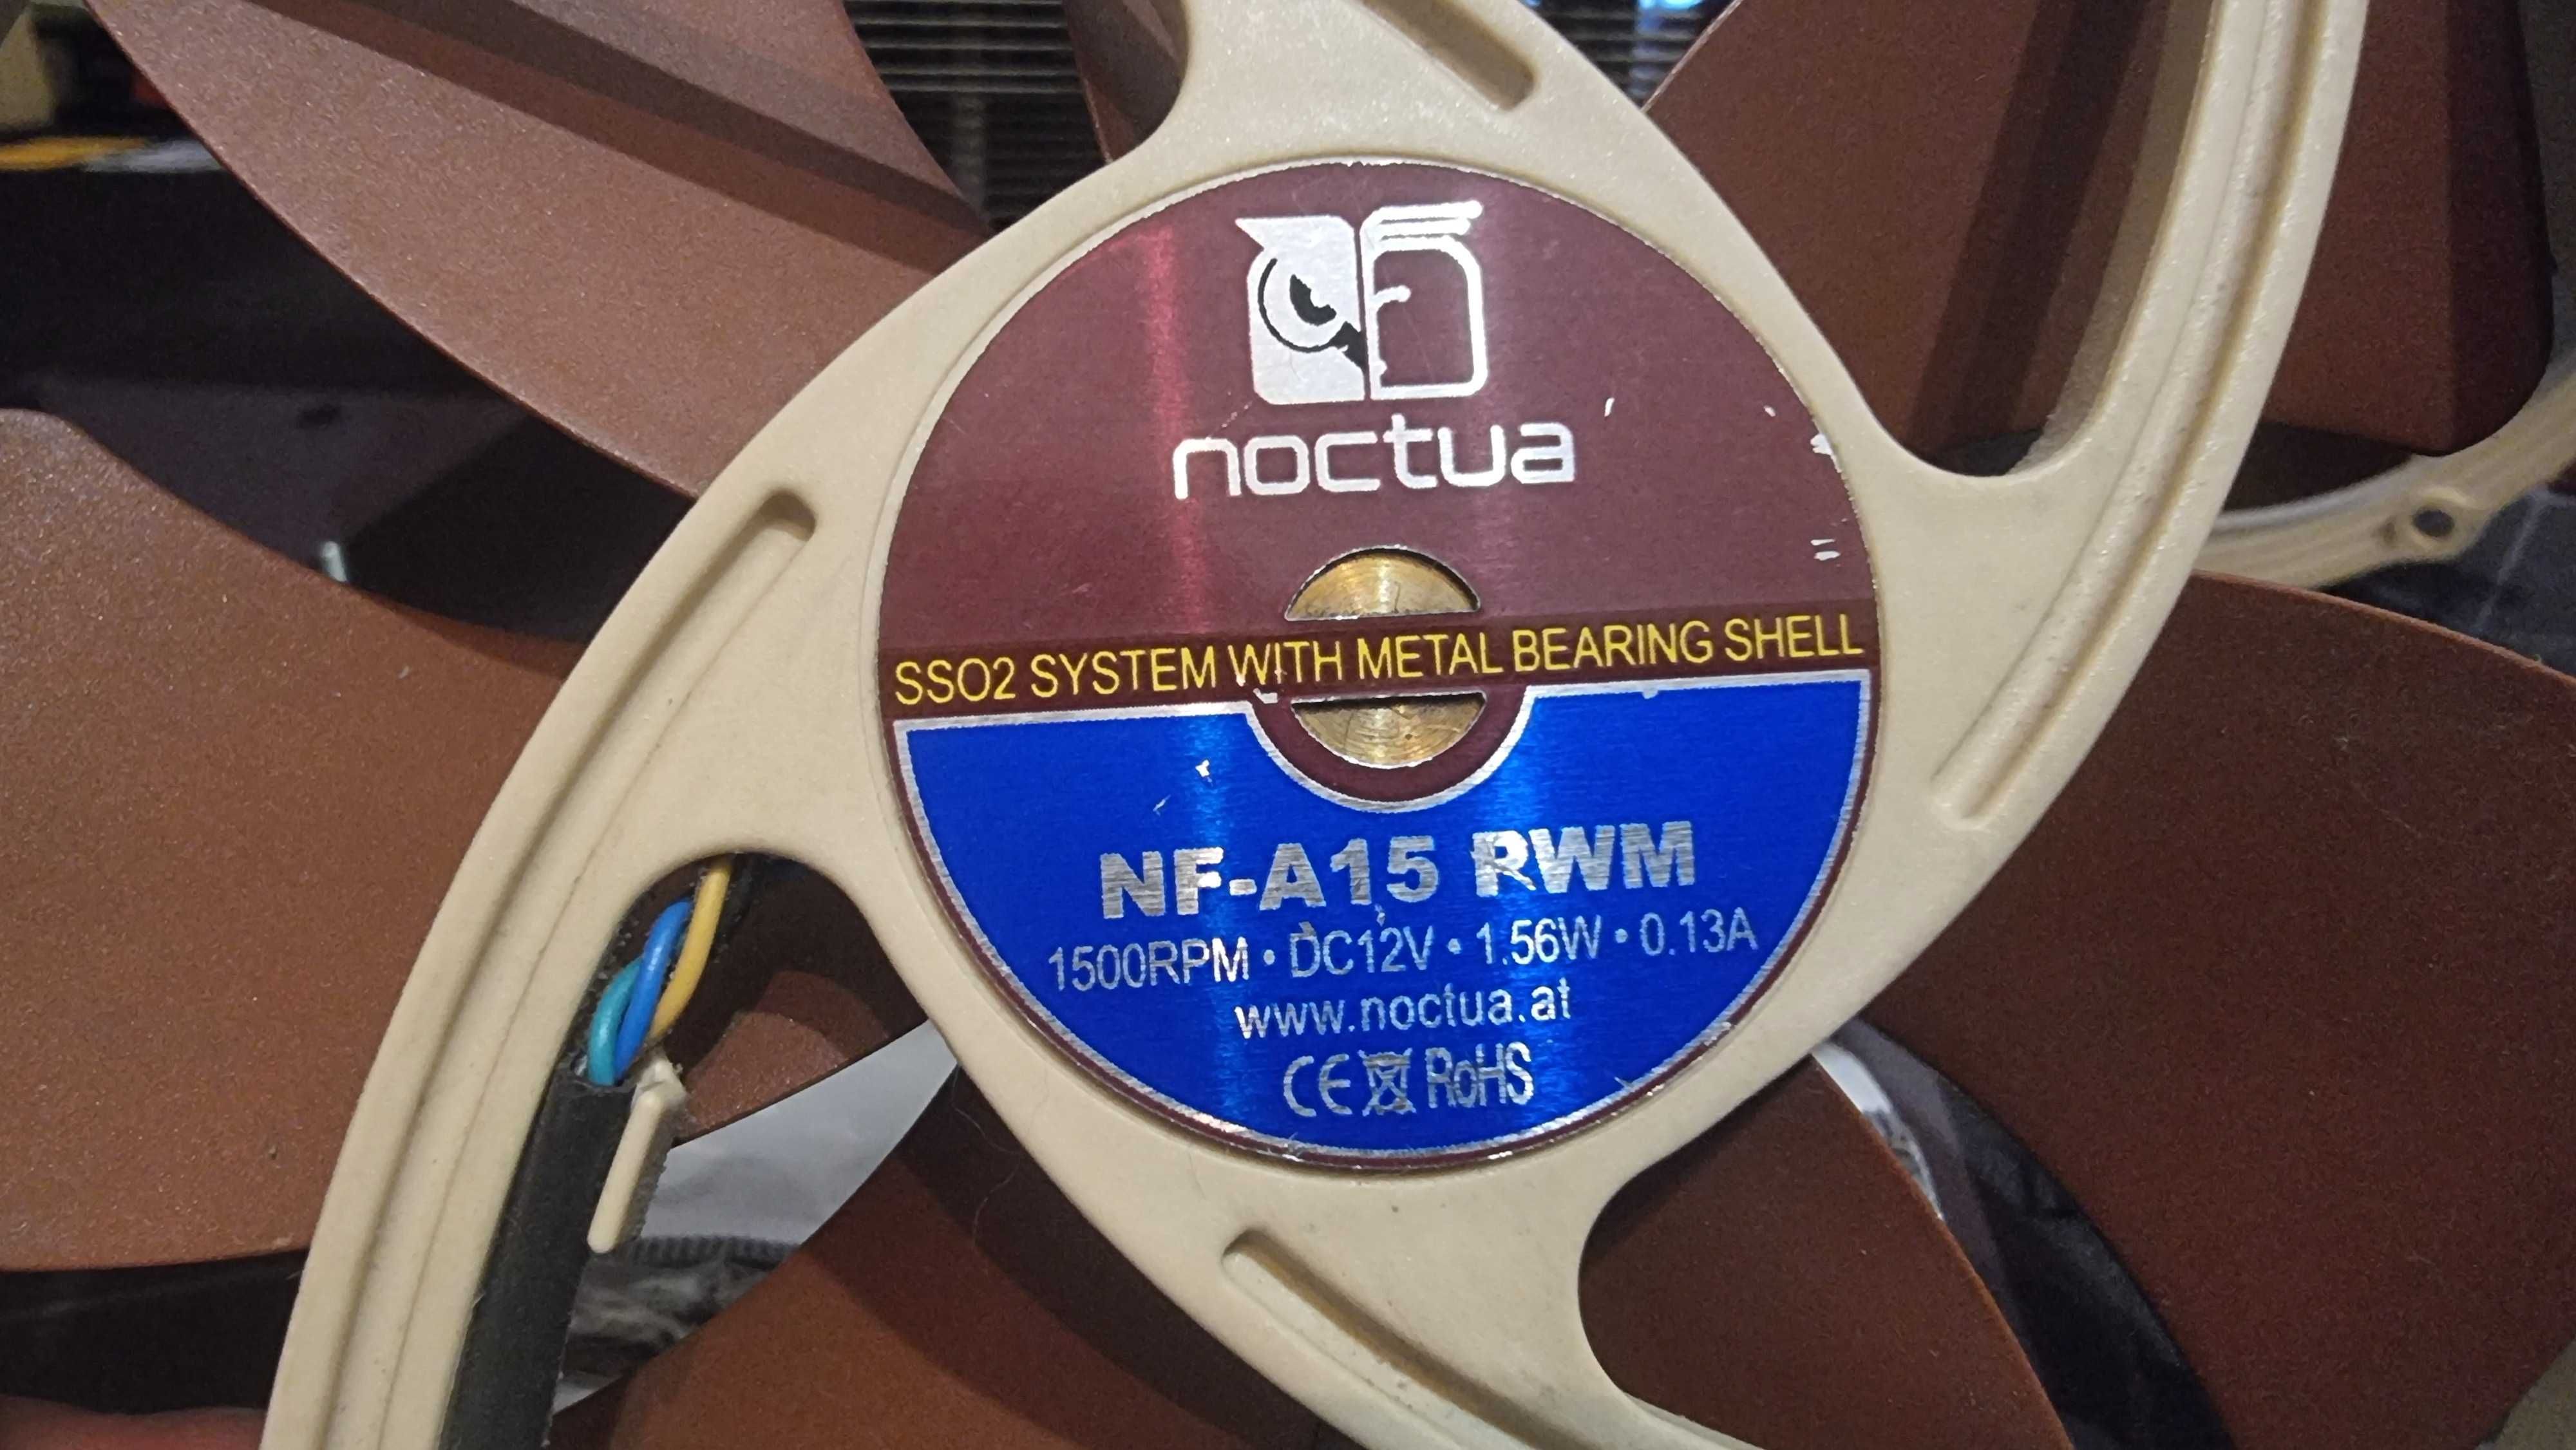 noctua
SSO2 SYSTEM WITH METAL BEARING SHELL
NF-A15 PWM
1500RPM • DC12V • 1.56W • 0.13A
www.noctua.at
CE RoHS